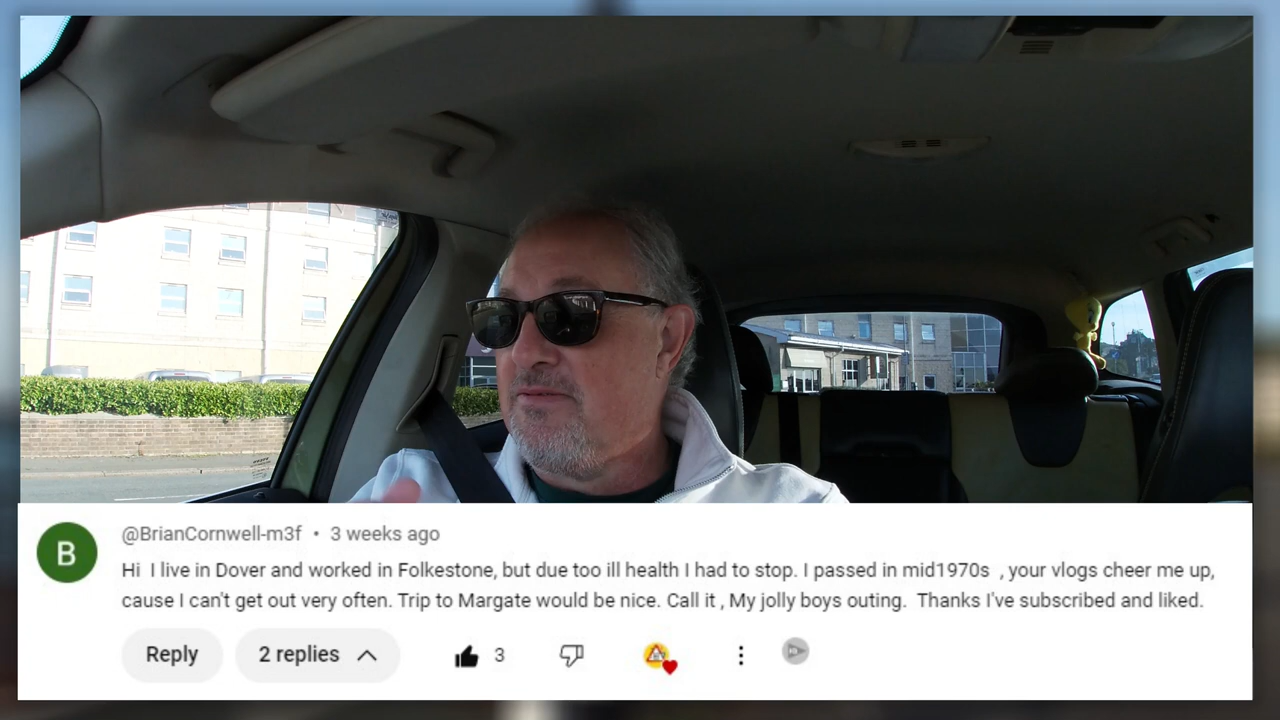 @BrianCornwell-m3f • 3 weeks ago
Hi I live in Dover and worked in Folkestone, but due too ill health I had to stop. I passed in mid1970s , your vlogs cheer me up,
cause I can't get out very often. Trip to Margate would be nice. Call it , My jolly boys outing. Thanks I've subscribed and liked.
Reply 2 replies 3